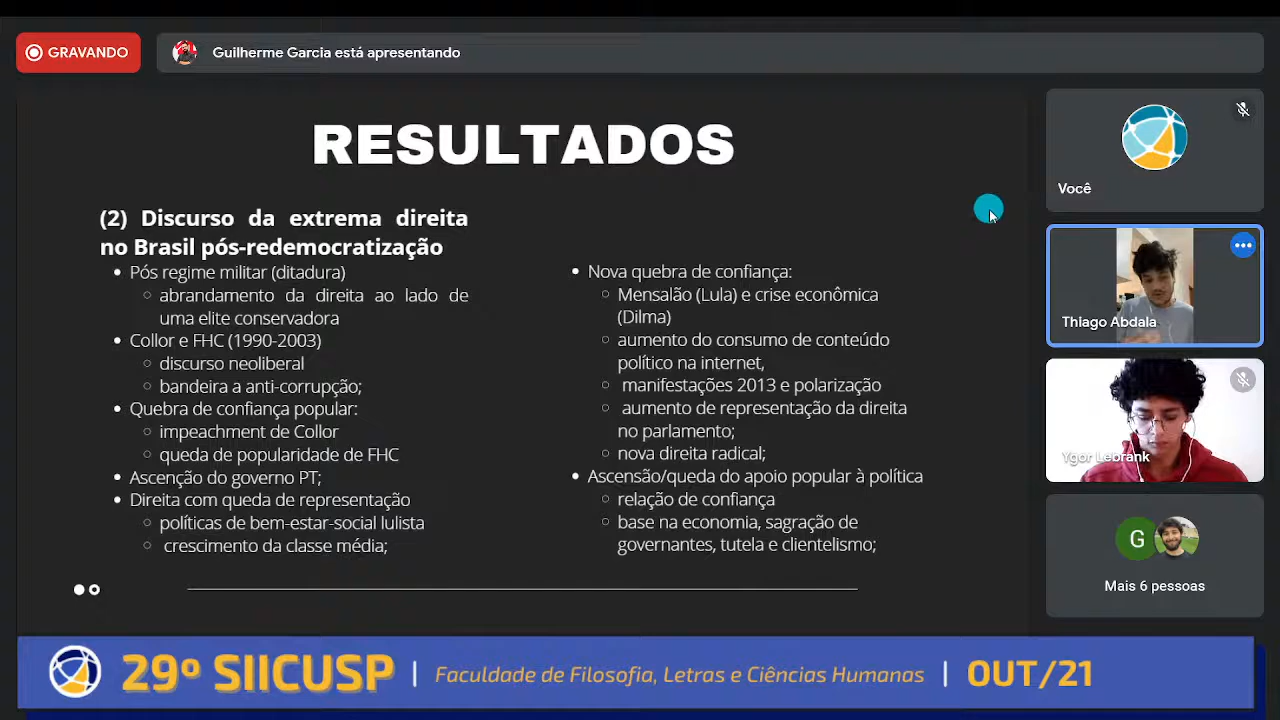 GRAVANDO
Guilherme Garcia está apresentando
RESULTADOS
(2) Discurso da extrema direita
no Brasil pós-redemocratização
• Pós regime militar (ditadura)
○ abrandamento da direita ao lado de
uma elite conservadora
• Collor e FHC (1990-2003)
○ discurso neoliberal
○ bandeira a anti-corrupção;
• Quebra de confiança popular:
○ impeachment de Collor
○ queda de popularidade de FHC
• Ascenção do governo PT;
• Direita com queda de representação
○ políticas de bem-estar-social lulista
○ crescimento da classe média;
• Nova quebra de confiança:
○ Mensalão (Lula) e crise econômica
(Dilma)
○ aumento do consumo de conteúdo
político na internet,
○ manifestações 2013 e polarização
○ aumento de representação da direita
no parlamento;
○ nova direita radical;
• Ascensão/queda do apoio popular à política
○ relação de confiança
○ base na economia, sagração de
governantes, tutela e clientelismo;
Você
Thiago Abdala
Ygor Lebrank
G
Mais 6 pessoas
29º SIICUSP | Faculdade de Filosofia, Letras e Ciências Humanas | OUT/21